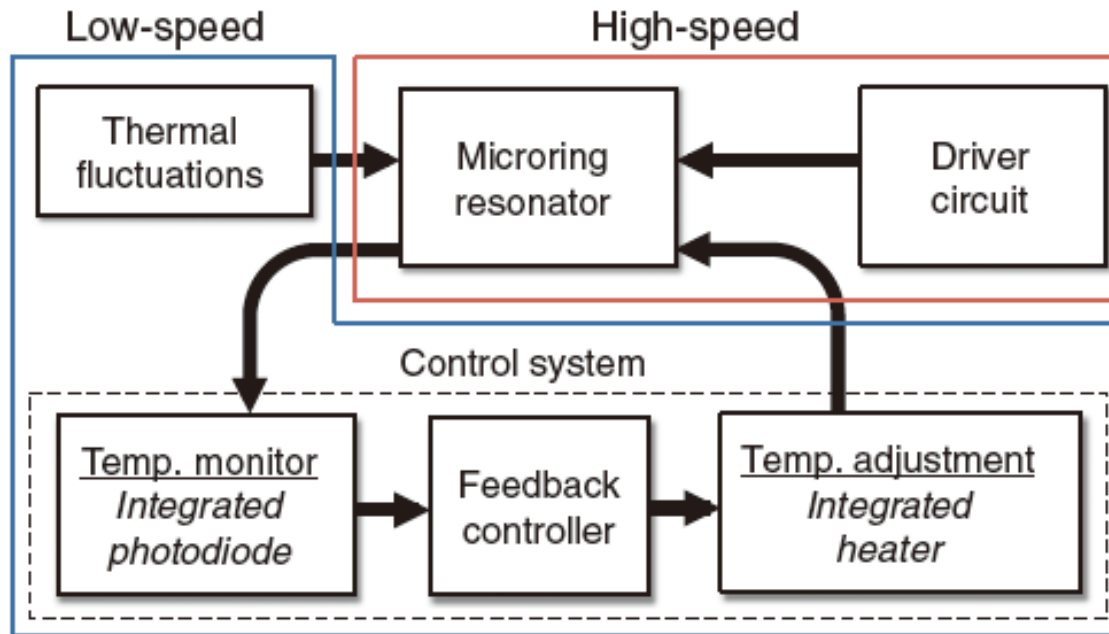 Low-speed
High-speed
Thermal
fluctuations
Microring
resonator
Driver
circuit
Control system
Temp. monitor
Integrated
photodiode
Feedback
controller
Temp. adjustment
Integrated
heater